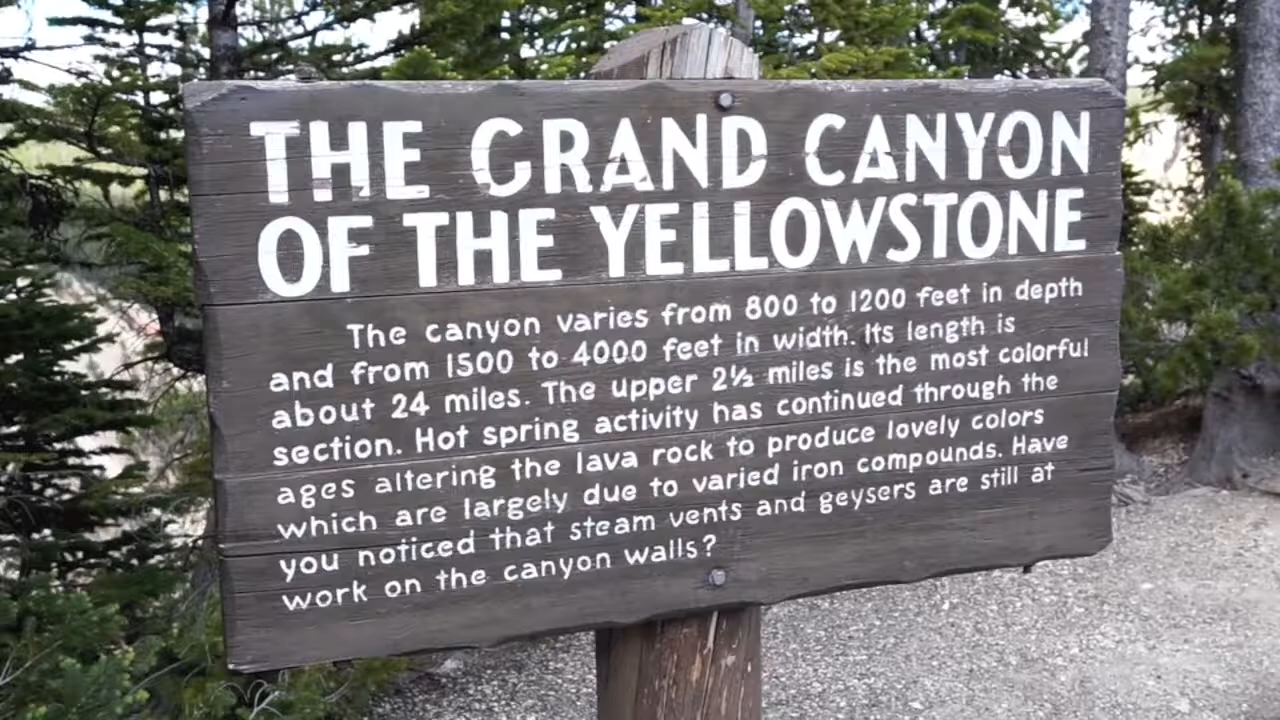 THE GRAND CANYON
OF THE YELLOWSTONE
The canyon varies from 800 to 1200 feet in depth
and from 1500 to 4000 feet in width. Its length is
about 24 miles. The upper 2½ miles is the most colorful
section. Hot spring activity has continued through the
ages altering the lava rock to produce lovely colors
which are largely due to varied iron compounds. Have
you noticed that steam vents and geysers are still at
work on the canyon walls?